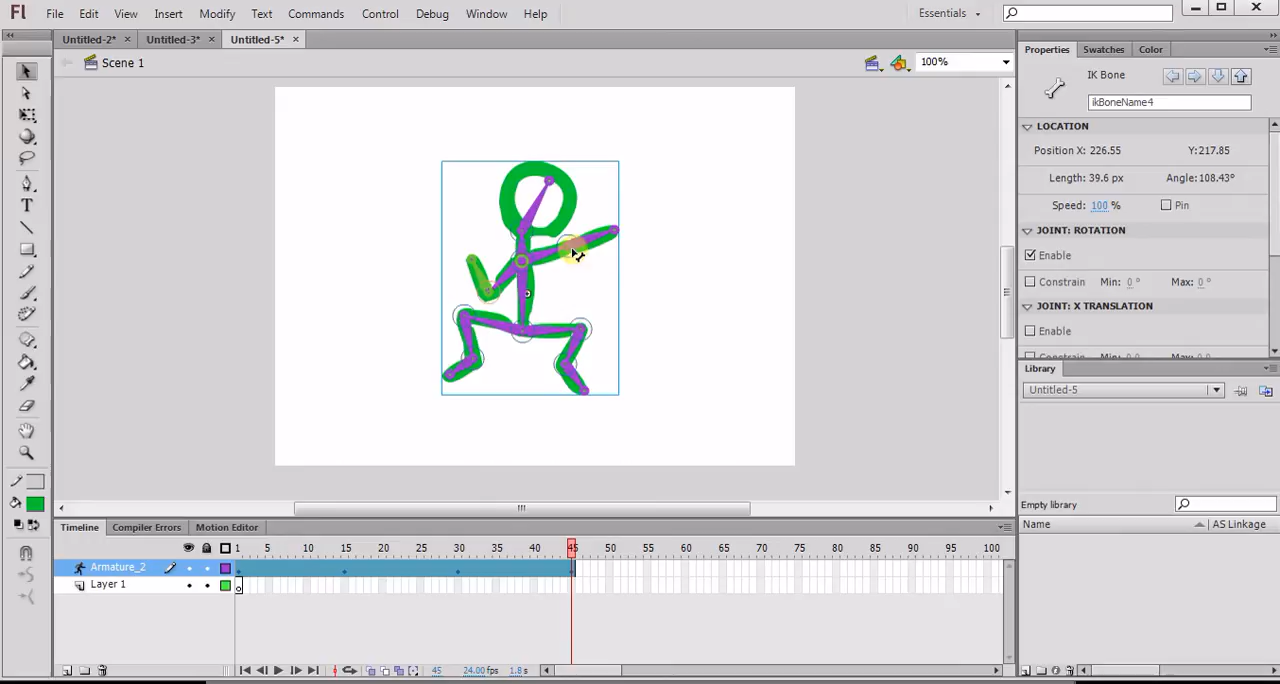 Fl File Edit View Insert Modify Text Commands Control Debug Window Help Essentials
Untitled-2* × Untitled-3* × Untitled-5* ×
Scene 1 100%
Properties Swatches Color
IK Bone
ikBoneName4
LOCATION
Position X: 226.55 Y:217.85
Length: 39.6 px Angle:108.43°
Speed: 100 % Pin
JOINT: ROTATION
Enable
Constrain Min: 0 ° Max: 0 °
JOINT: X TRANSLATION
Enable
Constrain Min: 0 Max: 0
T
Library
Untitled-5
Empty library
Name AS Linkage
Timeline Compiler Errors Motion Editor
1 5 10 15 20 25 30 35 40 45 50 55 60 65 70 75 80 85 90 95 100
Armature_2
Layer 1
45 24.00 fps 1.8 s